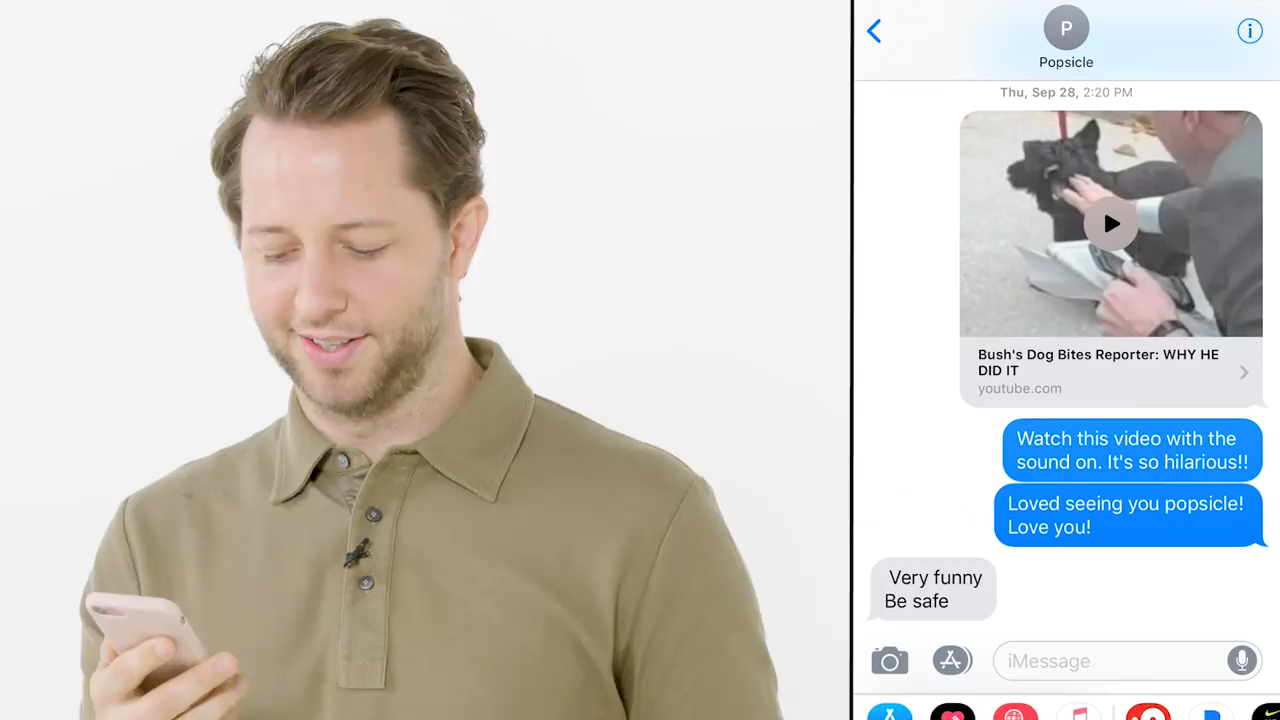 P
Popsicle
Thu, Sep 28, 2:20 PM
Bush's Dog Bites Reporter: WHY HE
DID IT
youtube.com
Watch this video with the
sound on. It's so hilarious!!
Loved seeing you popsicle!
Love you!
Very funny
Be safe
iMessage